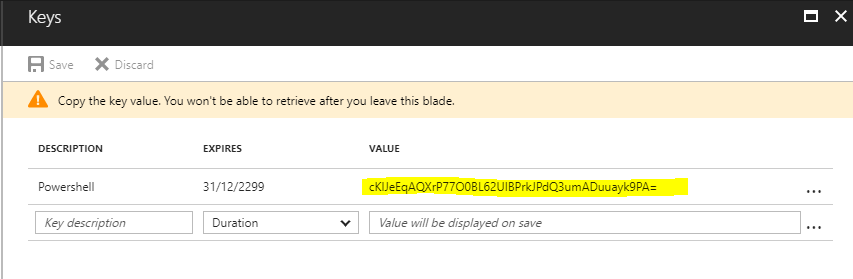 Keys
Save Discard
Copy the key value. You won't be able to retrieve after you leave this blade.
DESCRIPTION EXPIRES VALUE
Powershell 31/12/2299 cKIJeEqAQXrP77O0BL62UIBPrkJPdQ3umADuuayk9PA= ...
Key description Duration Value will be displayed on save ...